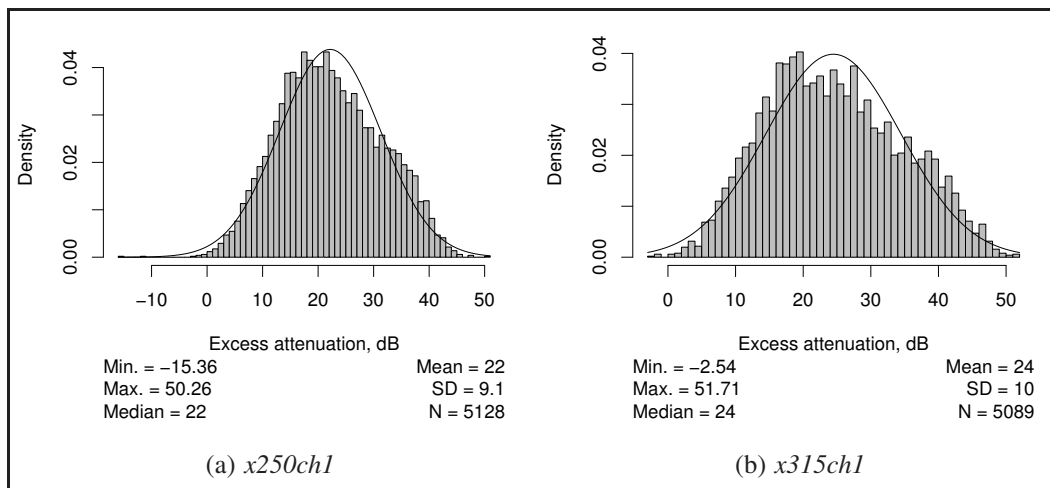 Density
0.00
0.02
0.04
−10
0
10
20
30
40
50
Excess attenuation, dB
Min. = −15.36
Max. = 50.26
Median = 22
Mean = 22
SD = 9.1
N = 5128
(a) x250ch1
Density
0.00
0.02
0.04
0
10
20
30
40
50
Excess attenuation, dB
Min. = −2.54
Max. = 51.71
Median = 24
Mean = 24
SD = 10
N = 5089
(b) x315ch1